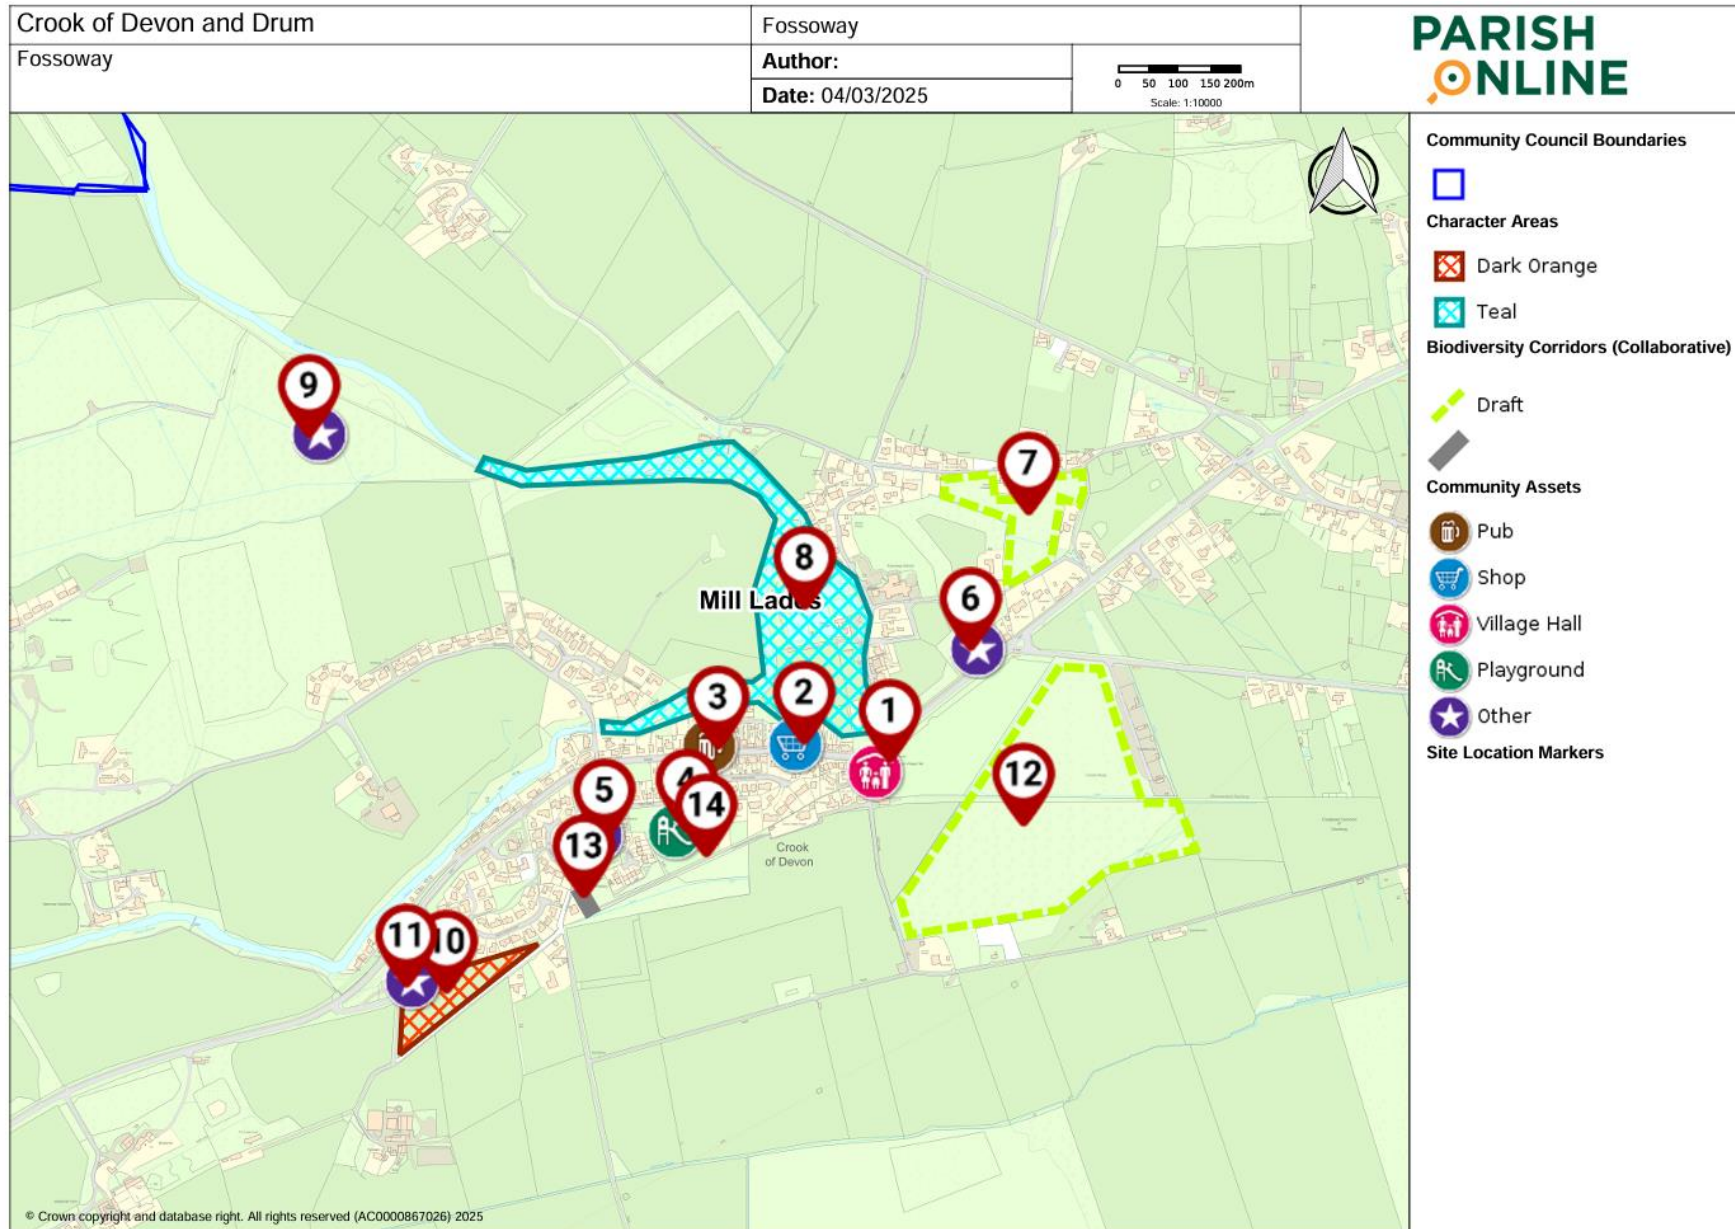 Crook of Devon and Drum
Fossoway
Fossoway
Author:
Date: 04/03/2025
0 50 100 150 200m
Scale: 1:10000
PARISH
ONLINE
Community Council Boundaries
Character Areas
Dark Orange
Teal
Biodiversity Corridors (Collaborative)
Draft
Community Assets
Pub
Shop
Village Hall
Playground
Other
Site Location Markers
9
7
8
Mill Lades
6
3
2
1
4
5
14
12
13
Crook
of Devon
11
10
© Crown copyright and database right. All rights reserved (AC0000867026) 2025